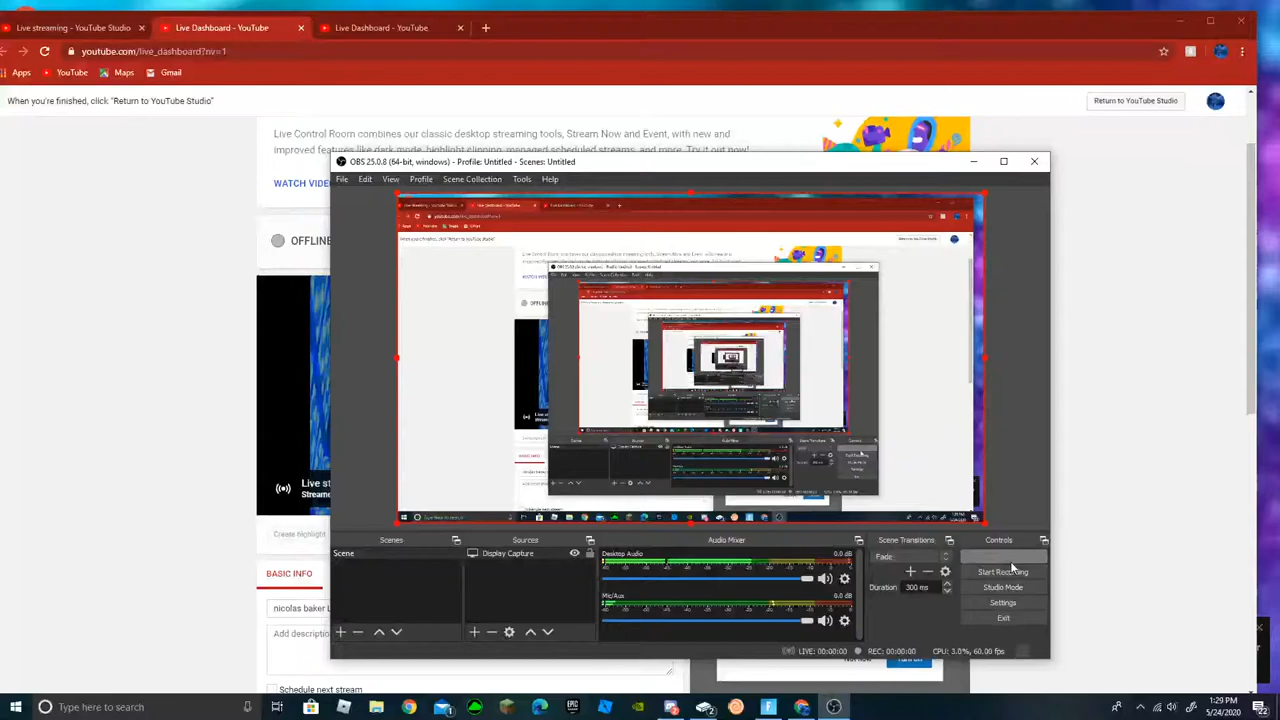 Live streaming - YouTube Studio
Live Dashboard - YouTube
Live Dashboard - YouTube
youtube.com/live_dashboard?nv=1
Apps
YouTube
Maps
Gmail
When you're finished, click "Return to YouTube Studio"
Return to YouTube Studio
Live Control Room combines our classic desktop streaming tools, Stream Now and Event, with new and
improved features like dark mode, highlight clipping, managed scheduled streams, and more. Try it out now!
WATCH VIDE
OFFLINE
OBS 25.0.8 (64-bit, windows) - Profile: Untitled - Scenes: Untitled
File Edit View Profile Scene Collection Tools Help
Live st
Streame
Create highlight
BASIC INFO
nicolas baker L
Add description
Schedule next stream
Scenes
Scene
Sources
Display Capture
Audio Mixer
Desktop Audio
0.0 dB
Mic/Aux
0.0 dB
Scene Transitions
Fade
Duration 300 ms
Controls
Start Recording
Studio Mode
Settings
Exit
LIVE: 00:00:00
REC: 00:00:00
CPU: 3.0%, 60.00 fps
Type here to search
1:29 PM
5/24/2020